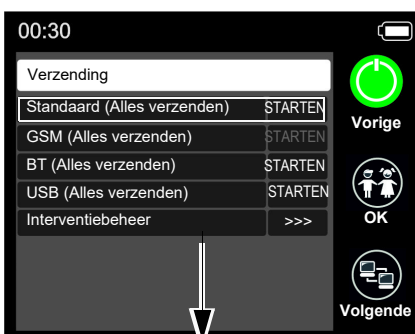 00:30
Verzending
Standaard (Alles verzenden) STARTEN
GSM (Alles verzenden) STARTEN
BT (Alles verzenden) STARTEN
USB (Alles verzenden) STARTEN
Interventiebeheer >>>
Vorige
OK
Volgende